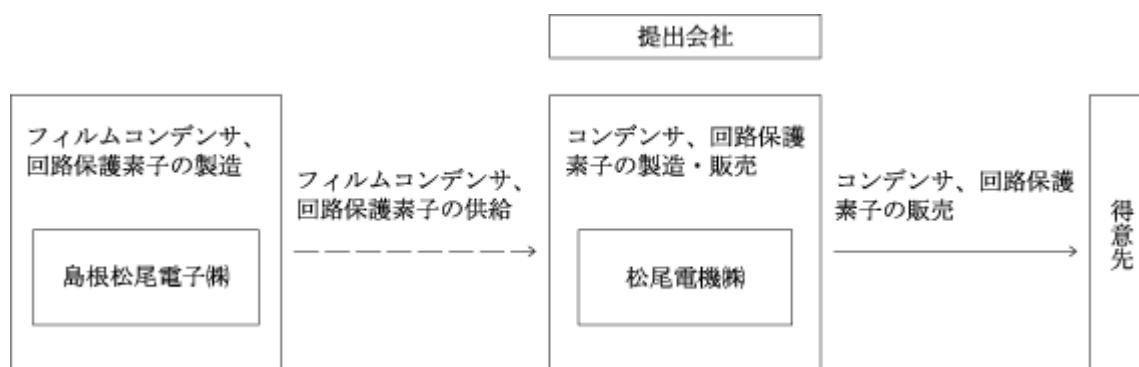 提出会社
フィルムコンデンサ、
回路保護素子の製造
島根松尾電子㈱
フィルムコンデンサ、
回路保護素子の供給
コンデンサ、回路保護
素子の製造・販売
松尾電機㈱
コンデンサ、回路保護
素子の販売
得意先